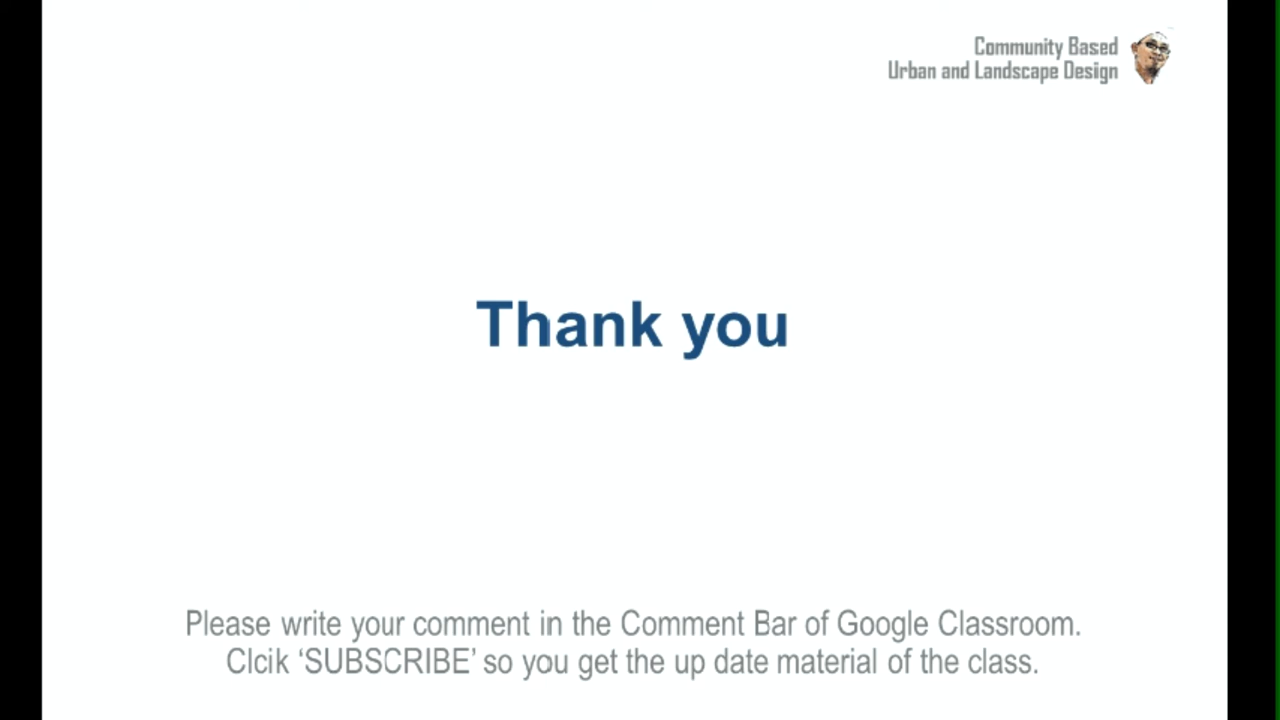 Community Based
Urban and Landscape Design
Thank you
Please write your comment in the Comment Bar of Google Classroom.
Clcik ‘SUBSCRIBE’ so you get the up date material of the class.